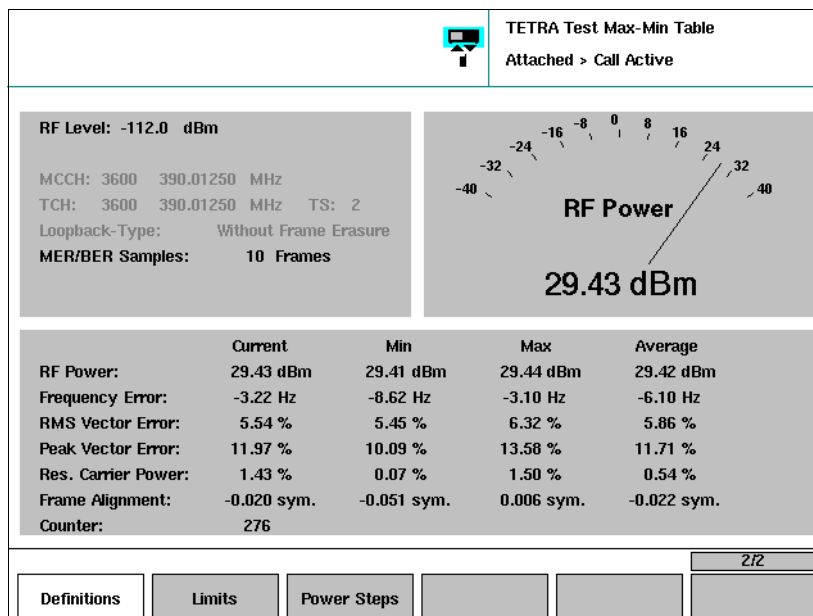 TETRA Test Max-Min Table
Attached > Call Active
RF Level: -112.0 dBm
MCCH: 3600 390.01250 MHz
TCH: 3600 390.01250 MHz TS: 2
Loopback-Type: Without Frame Erasure
MER/BER Samples: 10 Frames
-40 -32 -24 -16 -8 0 8 16 24 32 40
RF Power
29.43 dBm
Current Min Max Average
RF Power: 29.43 dBm 29.41 dBm 29.44 dBm 29.42 dBm
Frequency Error: -3.22 Hz -8.62 Hz -3.10 Hz -6.10 Hz
RMS Vector Error: 5.54 % 5.45 % 6.32 % 5.86 %
Peak Vector Error: 11.97 % 10.09 % 13.58 % 11.71 %
Res. Carrier Power: 1.43 % 0.07 % 1.50 % 0.54 %
Frame Alignment: -0.020 sym. -0.051 sym. 0.006 sym. -0.022 sym.
Counter: 276
2/2
Definitions Limits Power Steps